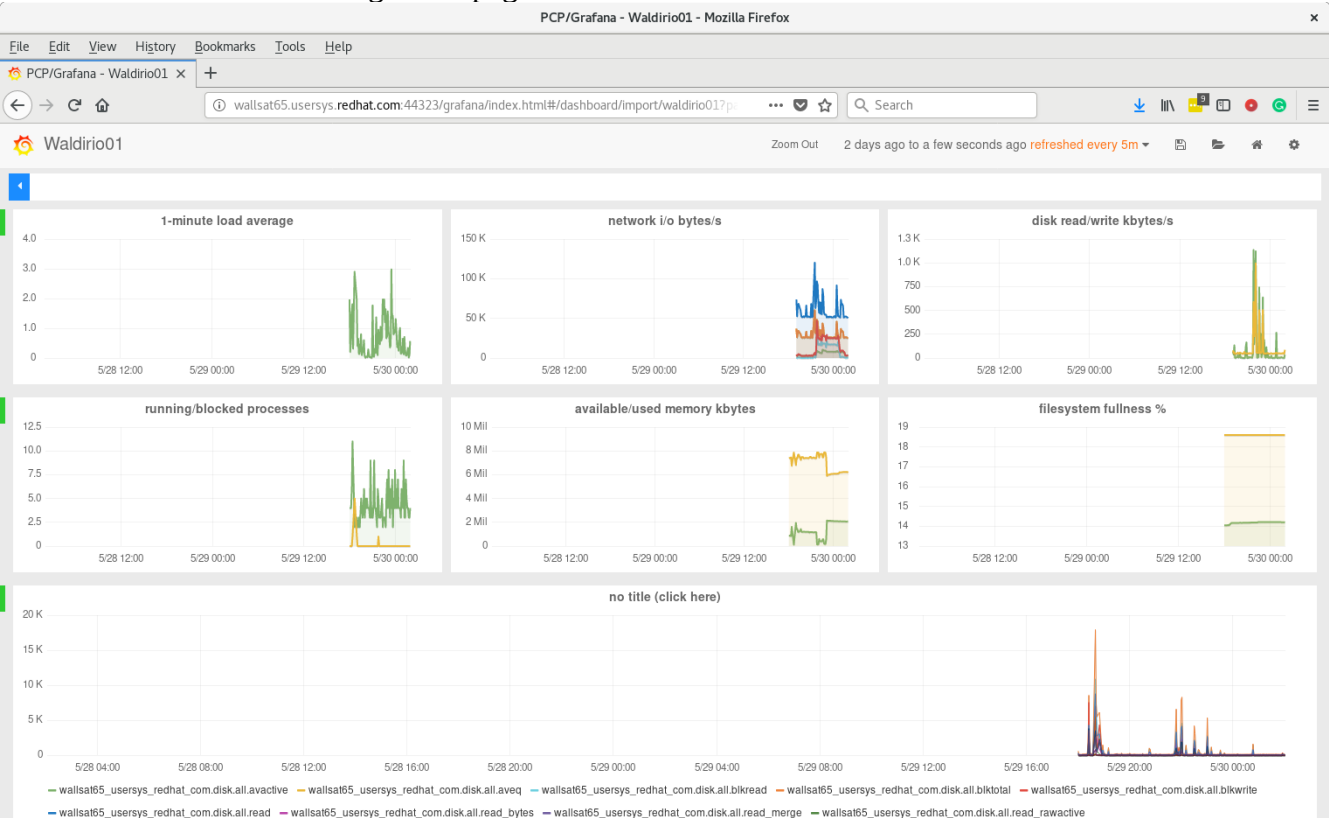 PCP/Grafana - Waldirio01 - Mozilla Firefox ×
File Edit View History Bookmarks Tools Help
PCP/Grafana - Waldirio01 × +
wallsat65.usersys.redhat.com:44323/grafana/index.html#/dashboard/import/waldirio01? Search 9
Waldirio01 Zoom Out 2 days ago to a few seconds ago refreshed every 5m
1-minute load average
4.0
3.0
2.0
1.0
0
5/28 12:00 5/29 00:00 5/29 12:00 5/30 00:00
network i/o bytes/s
150 K
100 K
50 K
0
5/28 12:00 5/29 00:00 5/29 12:00 5/30 00:00
disk read/write kbytes/s
1.3 K
1.0 K
750
500
250
0
5/28 12:00 5/29 00:00 5/29 12:00 5/30 00:00
running/blocked processes
12.5
10.0
7.5
5.0
2.5
0
5/28 12:00 5/29 00:00 5/29 12:00 5/30 00:00
available/used memory kbytes
10 Mil
8 Mil
6 Mil
4 Mil
2 Mil
0
5/28 12:00 5/29 00:00 5/29 12:00 5/30 00:00
filesystem fullness %
19
18
17
16
15
14
13
5/28 12:00 5/29 00:00 5/29 12:00 5/30 00:00
no title (click here)
20 K
15 K
10 K
5 K
0
5/28 04:00 5/28 08:00 5/28 12:00 5/28 16:00 5/28 20:00 5/29 00:00 5/29 04:00 5/29 08:00 5/29 12:00 5/29 16:00 5/29 20:00 5/30 00:00
wallsat65_usersys_redhat_com.disk.all.avactive wallsat65_usersys_redhat_com.disk.all.aveq wallsat65_usersys_redhat_com.disk.all.blkread wallsat65_usersys_redhat_com.disk.all.blktotal wallsat65_usersys_redhat_com.disk.all.blkwrite
wallsat65_usersys_redhat_com.disk.all.read wallsat65_usersys_redhat_com.disk.all.read_bytes wallsat65_usersys_redhat_com.disk.all.read_merge wallsat65_usersys_redhat_com.disk.all.read_rawactive